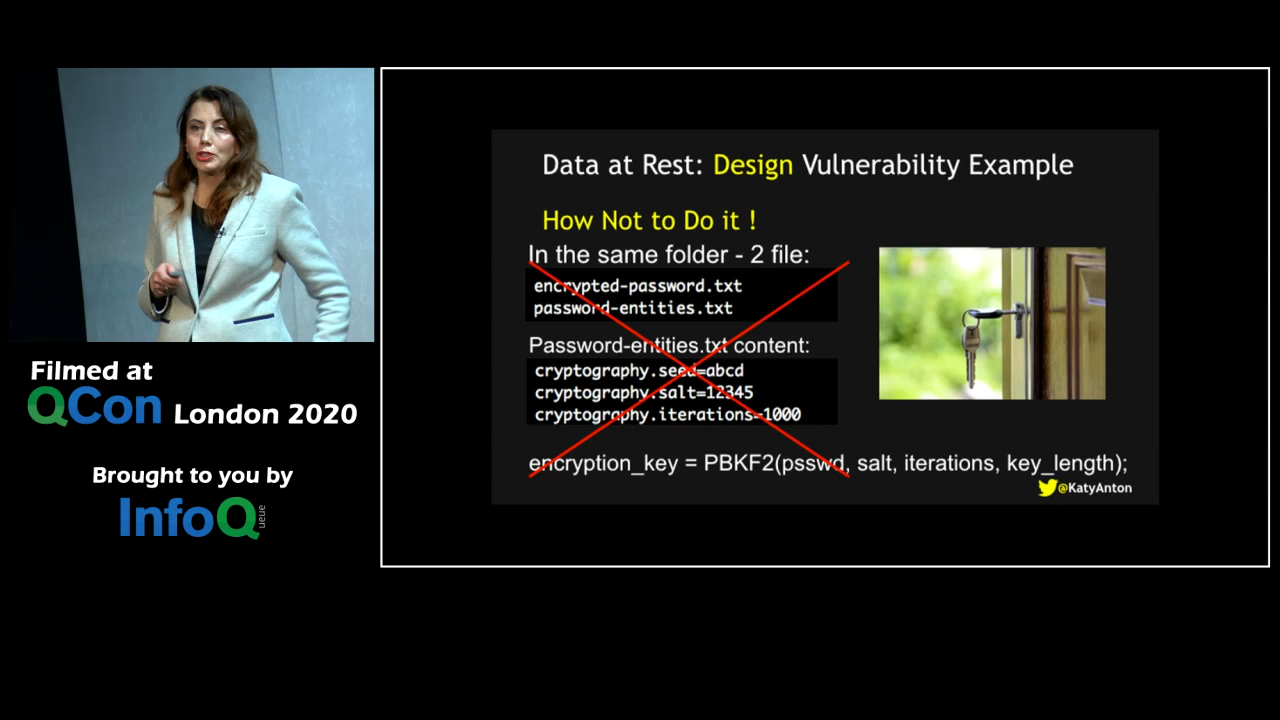 Filmed at
QCon London 2020
Brought to you by
InfoQ
ueue
Data at Rest: Design Vulnerability Example
How Not to Do it !
In the same folder - 2 file:
encrypted-password.txt
password-entities.txt
Password-entities.txt content:
cryptography.seed=abcd
cryptography.salt=12345
cryptography.iterations=1000
encryption_key = PBKF2(psswd, salt, iterations, key_length);
@KatyAnton